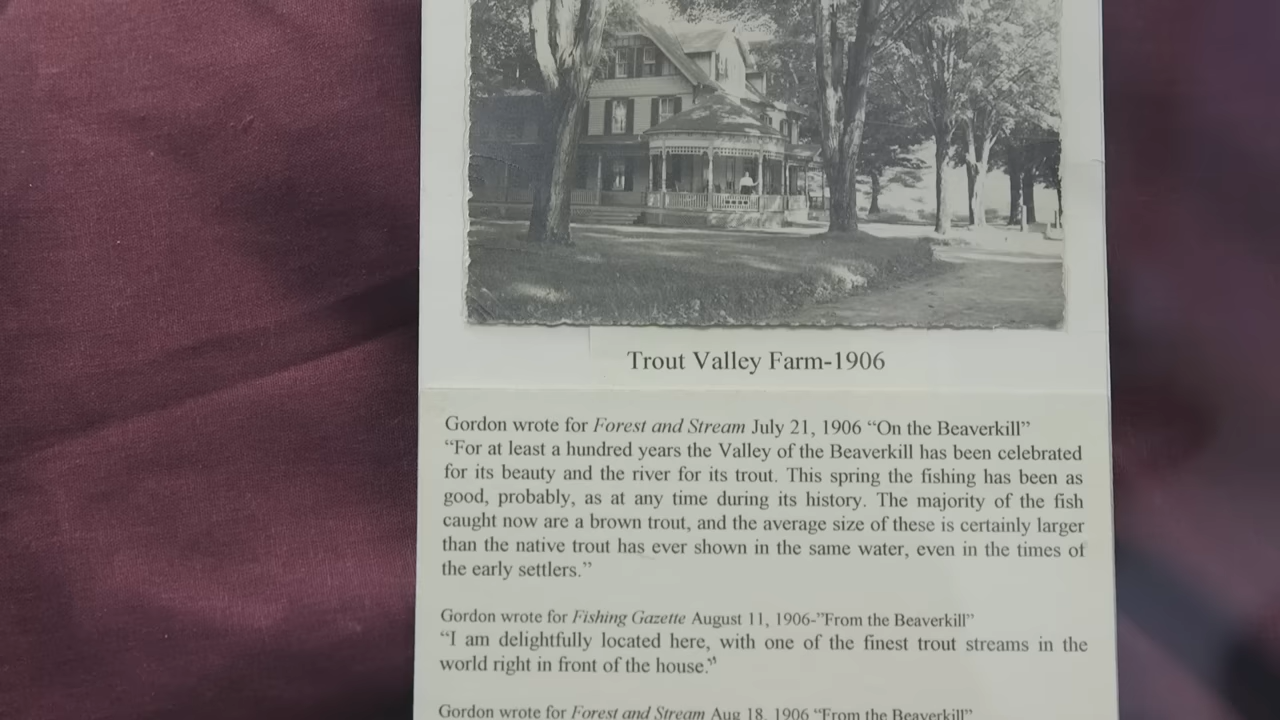 Trout Valley Farm-1906
Gordon wrote for Forest and Stream July 21, 1906 “On the Beaverkill”
“For at least a hundred years the Valley of the Beaverkill has been celebrated
for its beauty and the river for its trout. This spring the fishing has been as
good, probably, as at any time during its history. The majority of the fish
caught now are a brown trout, and the average size of these is certainly larger
than the native trout has ever shown in the same water, even in the times of
the early settlers.”
Gordon wrote for Fishing Gazette August 11, 1906-”From the Beaverkill”
“I am delightfully located here, with one of the finest trout streams in the
world right in front of the house.”
Gordon wrote for Forest and Stream Aug 18, 1906 “From the Beaverkill”